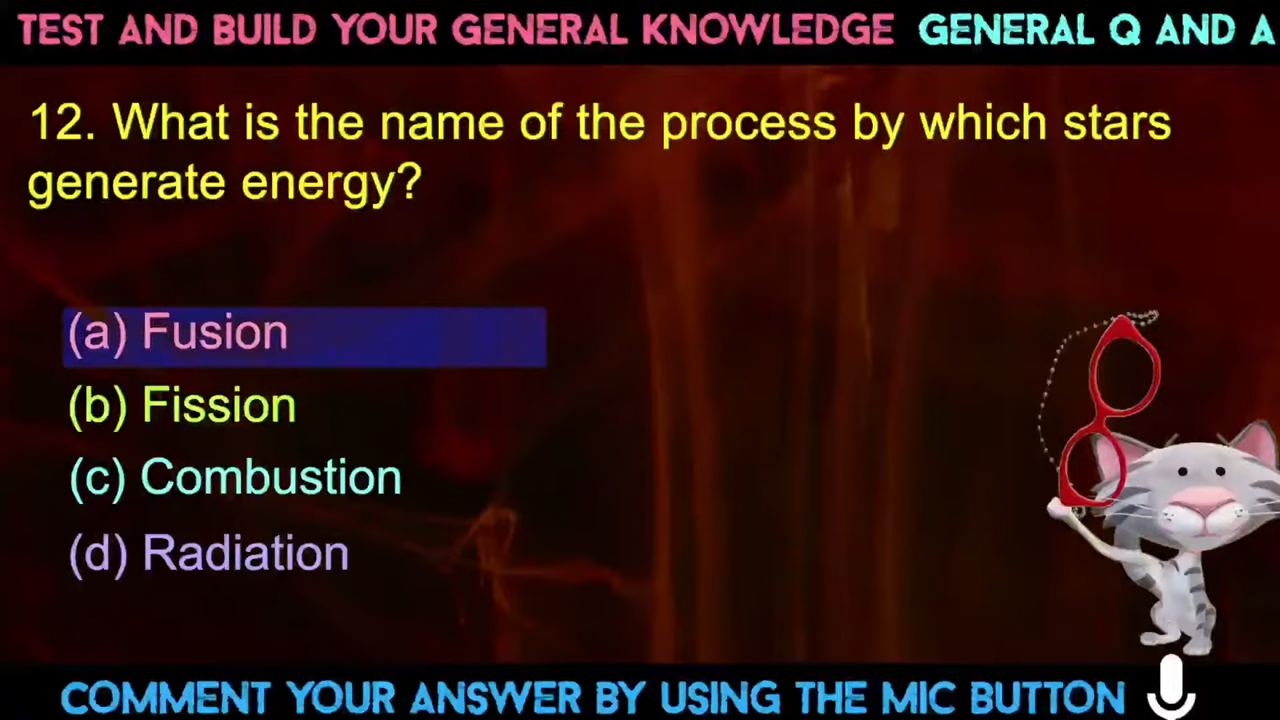 TEST AND BUILD YOUR GENERAL KNOWLEDGE GENERAL Q AND A
12. What is the name of the process by which stars
generate energy?
(a) Fusion
(b) Fission
(c) Combustion
(d) Radiation
COMMENT YOUR ANSWER BY USING THE MIC BUTTON